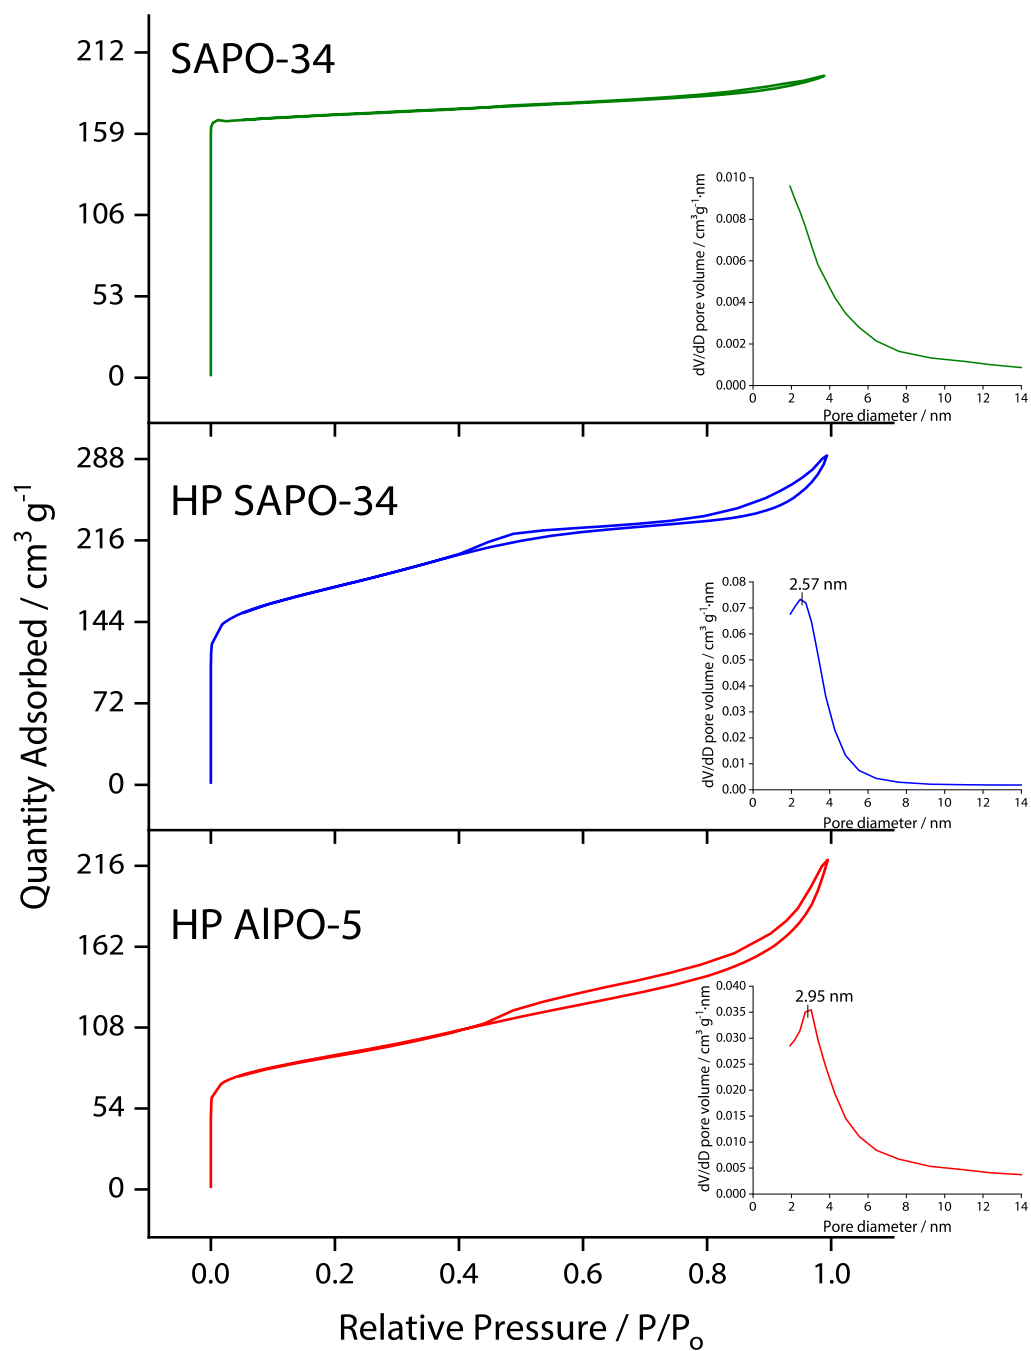 SAPO-34
212
159
106
53
0
dV/dD pore volume / cm³g⁻¹·nm
0.010
0.008
0.006
0.004
0.002
0.000
0 2 4 6 8 10 12 14
Pore diameter / nm
Quantity Adsorbed / cm³ g⁻¹
HP SAPO-34
288
216
144
72
0
2.57 nm
dV/dD pore volume / cm³ g⁻¹·nm
0.08
0.07
0.06
0.05
0.04
0.03
0.02
0.01
0.00
0 2 4 6 8 10 12 14
Pore diameter / nm
HP AlPO-5
216
162
108
54
0
2.95 nm
dV/dD pore volume / cm³ g⁻¹·nm
0.040
0.035
0.030
0.025
0.020
0.015
0.010
0.005
0.000
0 2 4 6 8 10 12 14
Pore diameter / nm
0.0 0.2 0.4 0.6 0.8 1.0
Relative Pressure / P/Pₒ